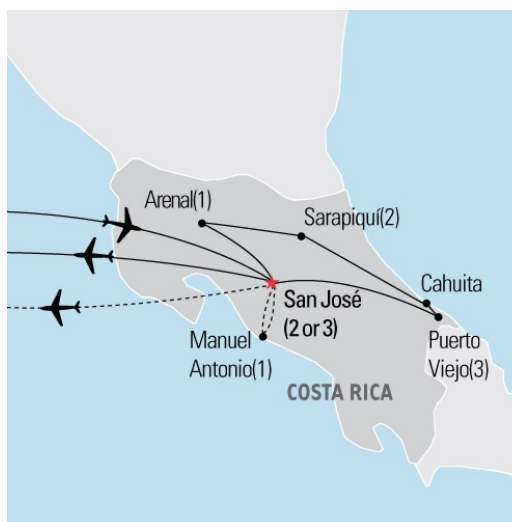 Arenal(1)
Sarapiquí(2)
Cahuita
San José
(2 or 3)
Manuel
Antonio(1)
Puerto
Viejo(3)
COSTA RICA